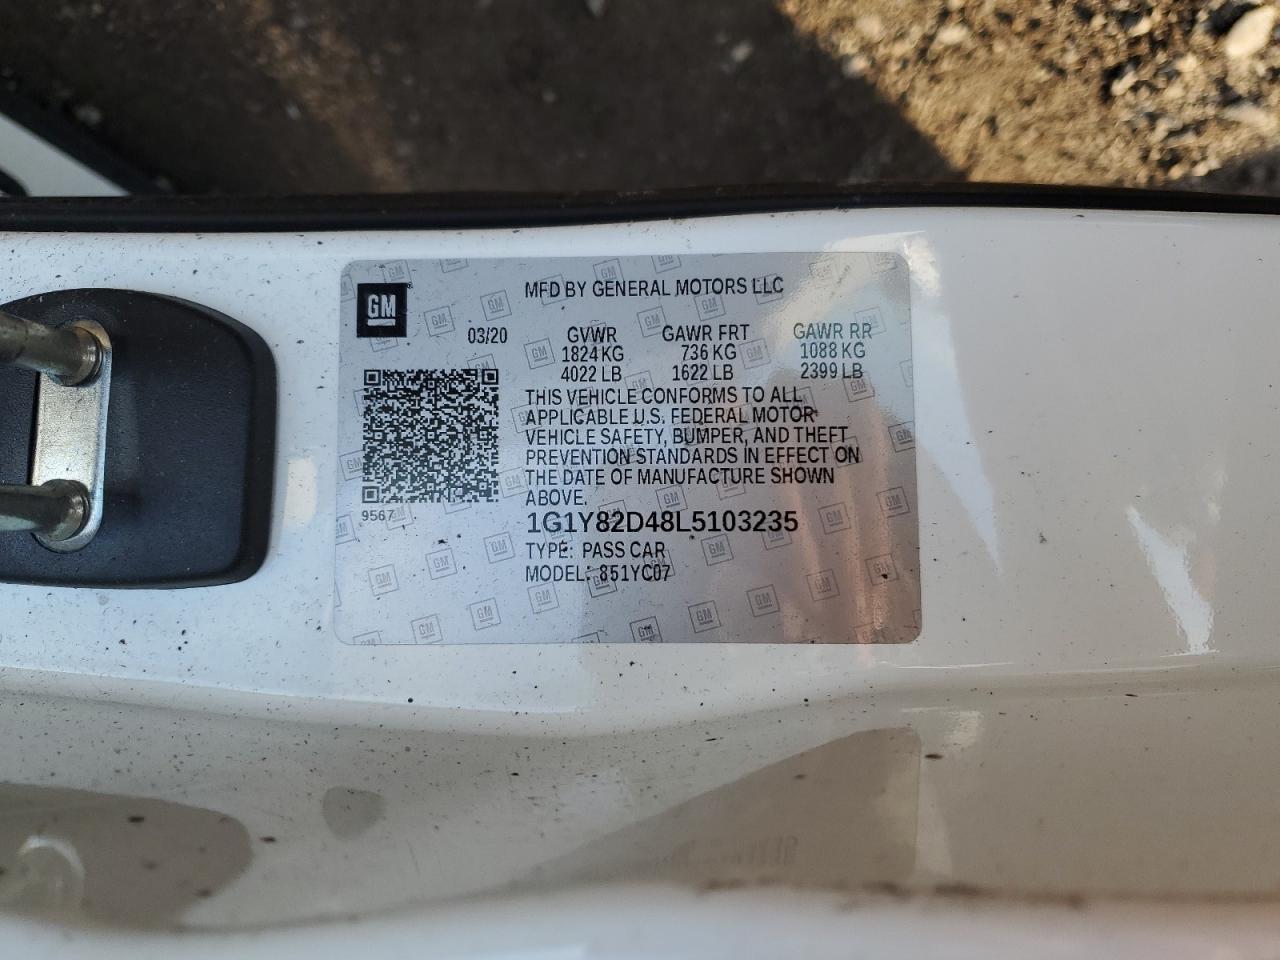 GM
MFD BY GENERAL MOTORS LLC
03/20 GVWR GAWR FRT GAWR RR
1824 KG 736 KG 1088 KG
4022 LB 1622 LB 2399 LB
THIS VEHICLE CONFORMS TO ALL
APPLICABLE U.S. FEDERAL MOTOR
VEHICLE SAFETY, BUMPER, AND THEFT
PREVENTION STANDARDS IN EFFECT ON
THE DATE OF MANUFACTURE SHOWN
ABOVE.
9567
1G1Y82D48L5103235
TYPE: PASS CAR
MODEL: 851YC07